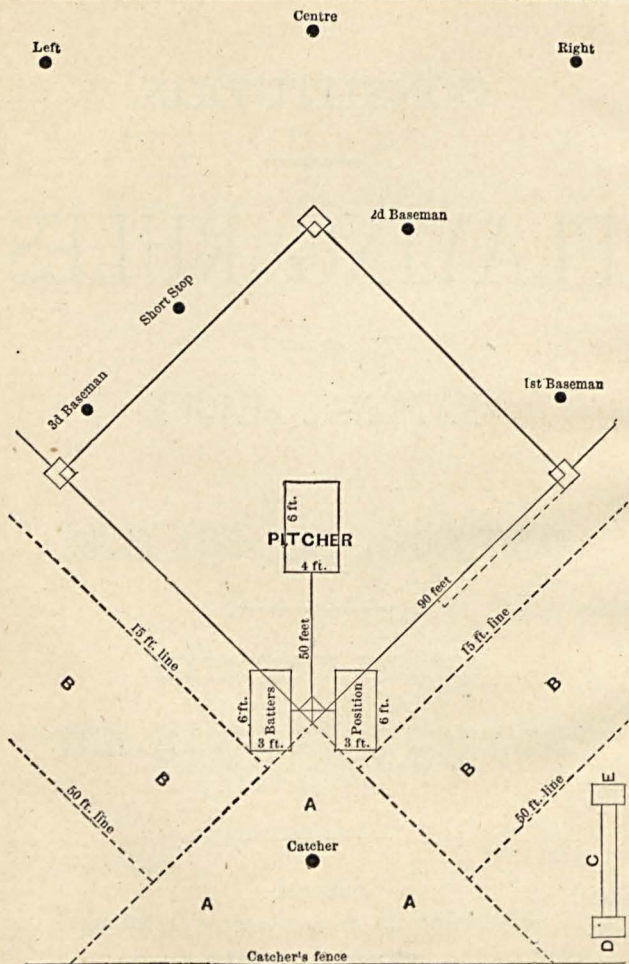 Centre
Left
Right
2d Baseman
Short Stop
3d Baseman
1st Baseman
6 ft.
PITCHER
4 ft.
90 feet
50 feet
15 ft. line
15 ft. line
B
B
Batters
6 ft.
3 ft.
Position
6 ft.
3 ft.
B
B
50 ft. line
50 ft. line
A
E
C
D
Catcher
A
A
Catcher's fence